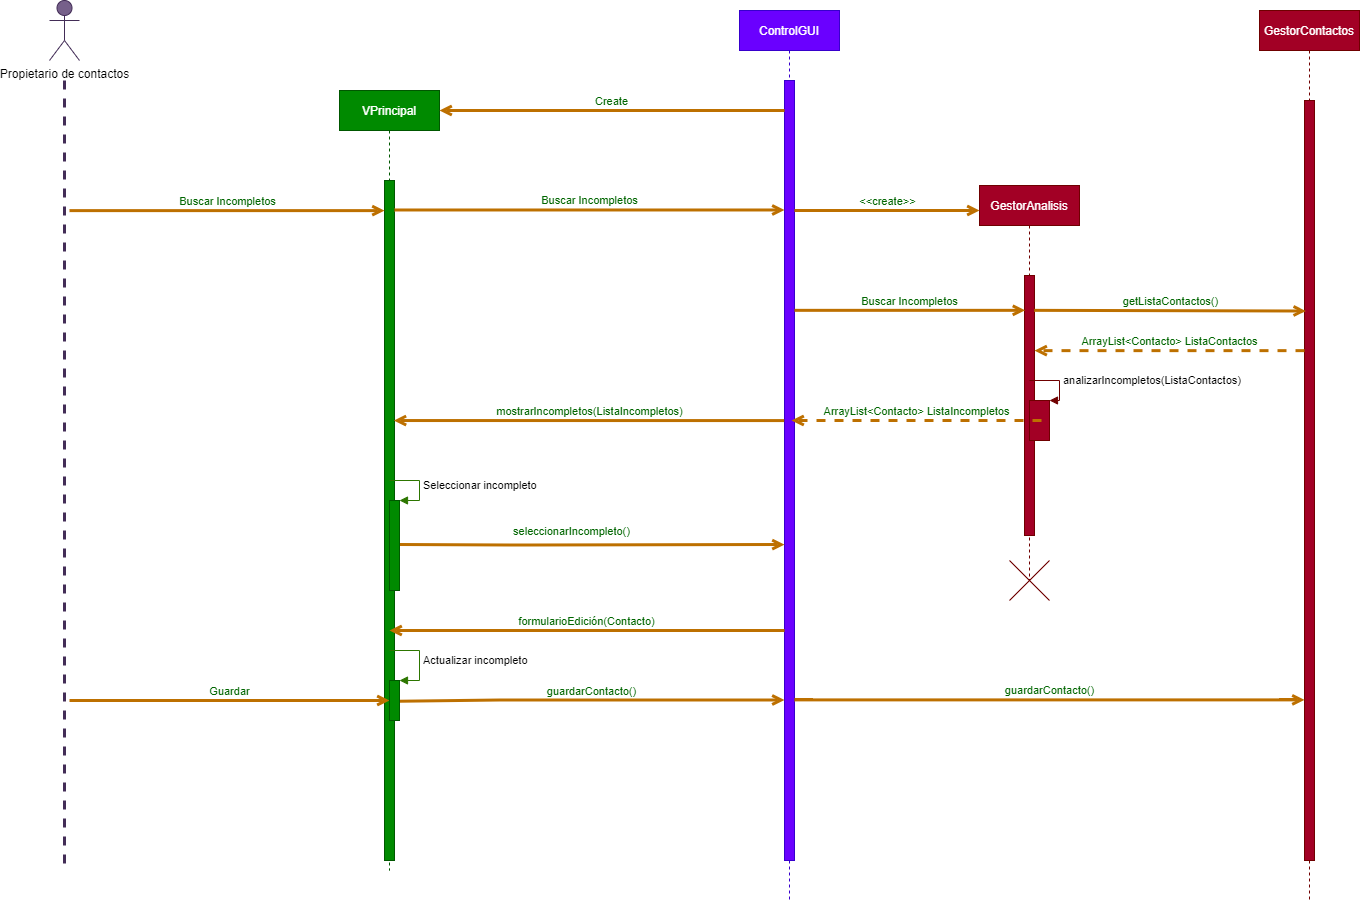 ControlGUI
GestorContactos
Propietario de contactos
VPrincipal
Create
Buscar Incompletos
Buscar Incompletos
<<create>>
GestorAnalisis
Buscar Incompletos
getListaContactos()
ArrayList<Contacto> ListaContactos
analizarIncompletos(ListaContactos)
mostrarIncompletos(ListaIncompletos)
ArrayList<Contacto> ListaIncompletos
Seleccionar incompleto
seleccionarIncompleto()
formularioEdición(Contacto)
Actualizar incompleto
Guardar
guardarContacto()
guardarContacto()